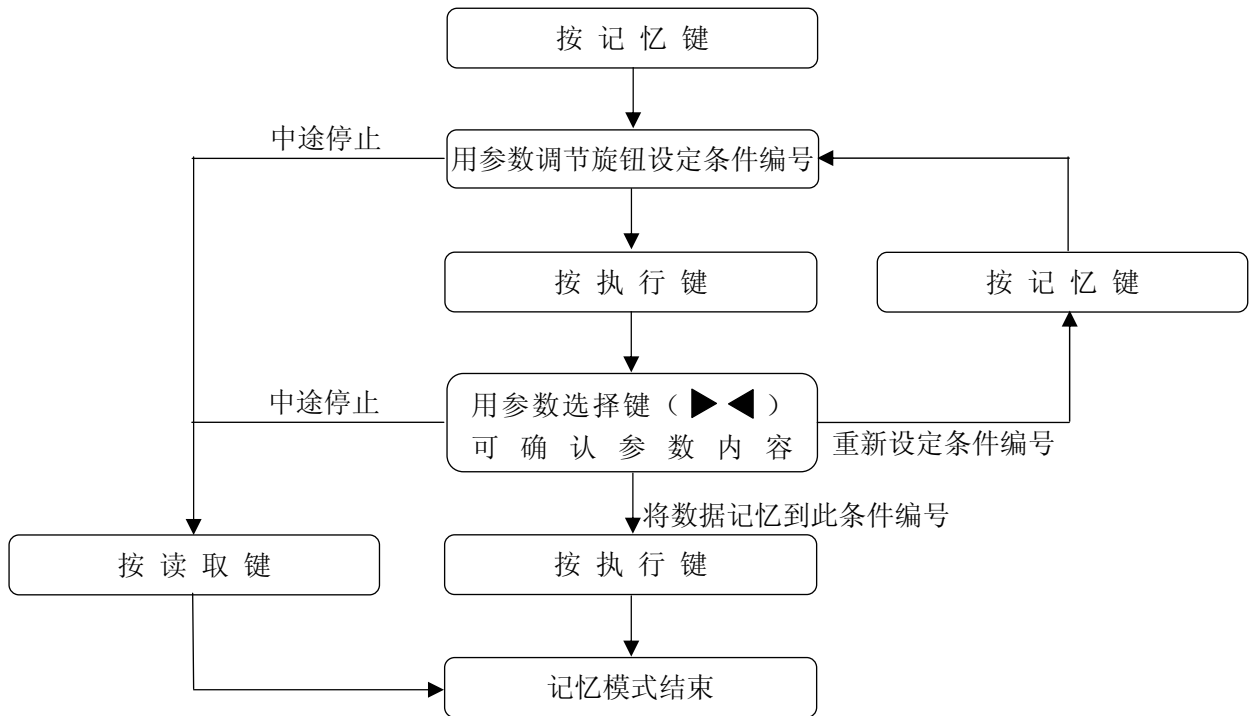 按记忆键
中途停止
用参数调节旋钮设定条件编号
按执行键
按记忆键
中途停止
用参数选择键（▶◀）
可确认参数内容
重新设定条件编号
将数据记忆到此条件编号
按读取键
按执行键
记忆模式结束